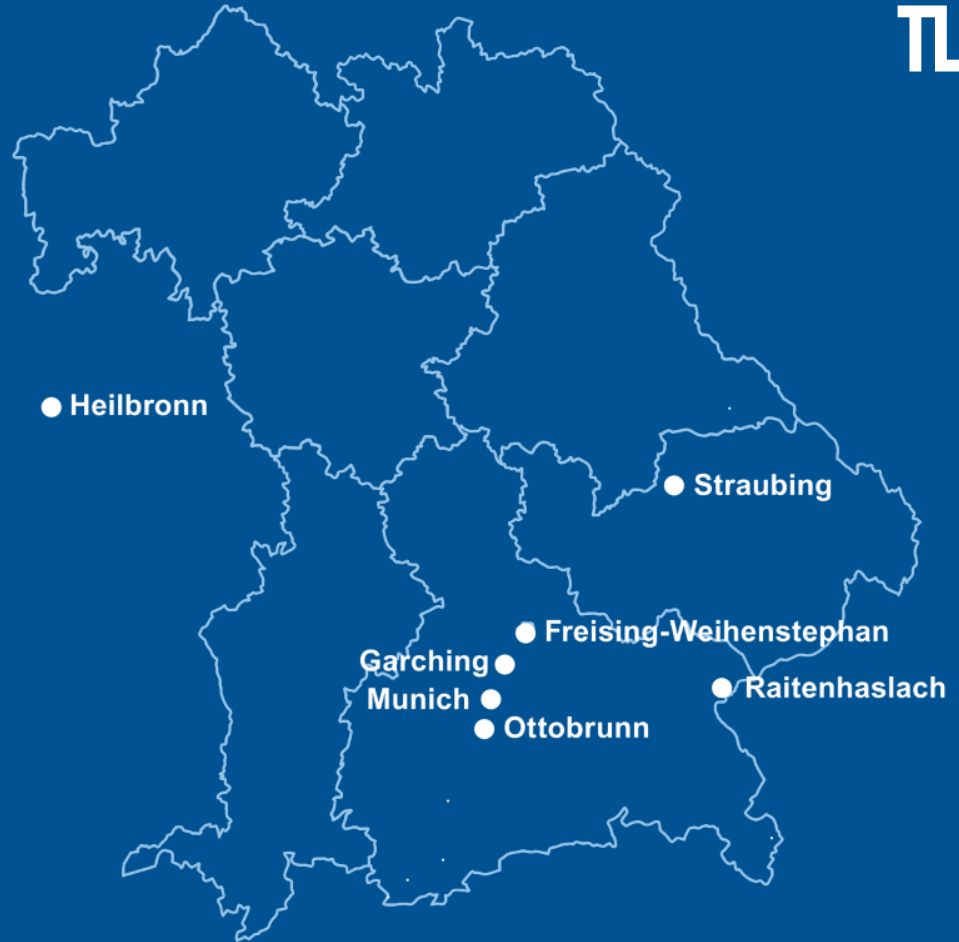 Heilbronn
Straubing
Freising-Weihenstephan
Garching
Munich
Raitenhaslach
Ottobrunn